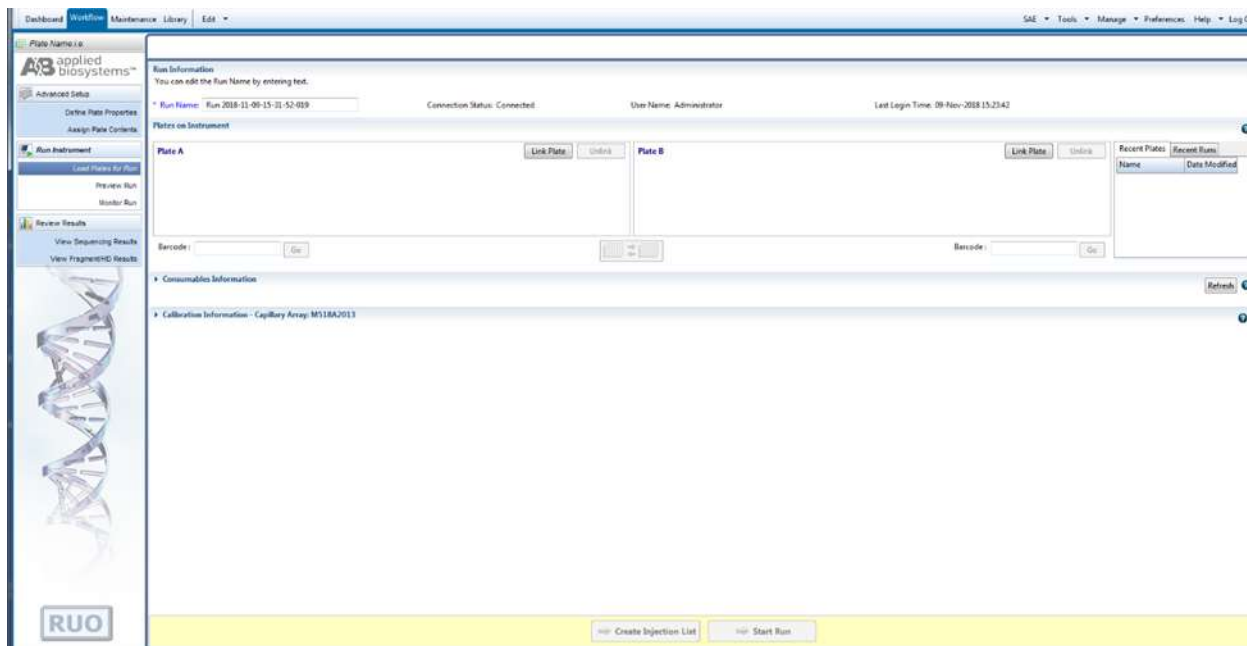 Dashboard Workflow Maintenance Library Edit SAE Tools Manage Preferences Help Log
Plate Name:i.e.
AB applied biosystems™
Advanced Setup
Define Plate Properties
Assign Plate Contents
Run Instrument
Load Plates for Run
Preview Run
Monitor Run
Review Results
View Sequencing Results
View Fragment/HID Results
RUO
Run Information
You can edit the Run Name by entering text.
* Run Name: Run 2018-11-09-15-31-52-019 Connection Status: Connected User Name: Administrator Last Login Time: 09-Nov-2018 15:23:42
Plates on Instrument
Plate A Link Plate Unlink Plate B Link Plate Unlink Recent Plates Recent Runs
Name Date Modified
Barcode: Go Barcode: Go
Consumables Information Refresh
Calibration Information - Capillary Array: M518A2013
Create Injection List Start Run